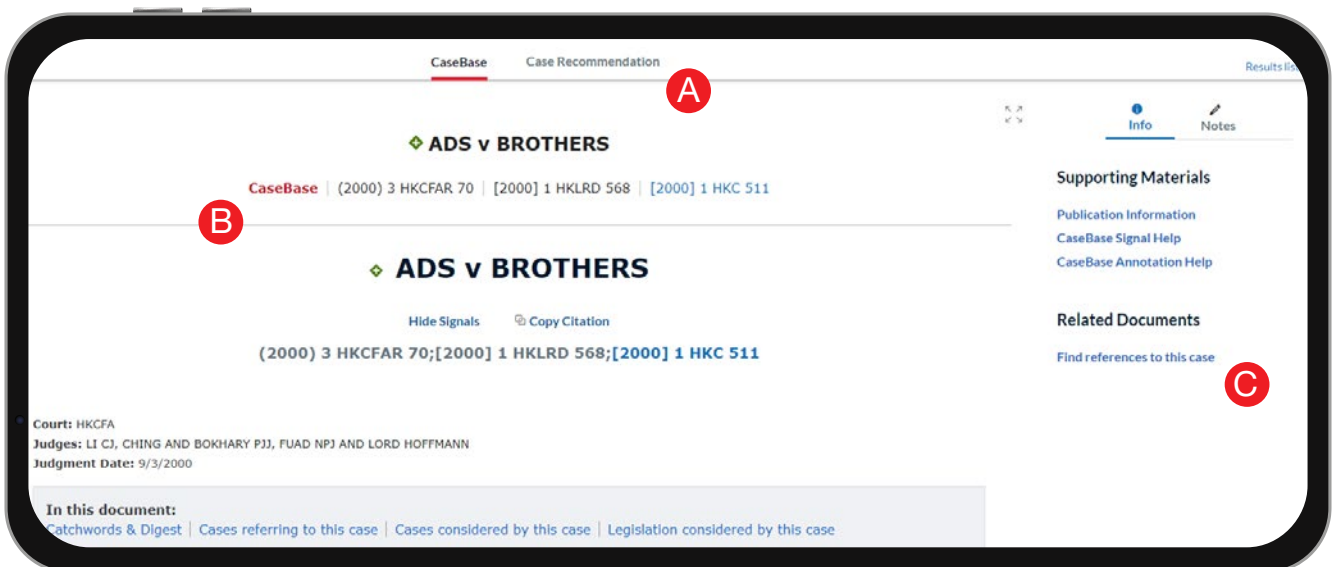 CaseBase Case Recommendation
A
Results lis
Info Notes
ADS v BROTHERS
CaseBase | (2000) 3 HKCFAR 70 | [2000] 1 HKLRD 568 | [2000] 1 HKC 511
B
Supporting Materials
Publication Information
CaseBase Signal Help
CaseBase Annotation Help
ADS v BROTHERS
Hide Signals Copy Citation
(2000) 3 HKCFAR 70;[2000] 1 HKLRD 568;[2000] 1 HKC 511
Related Documents
Find references to this case
C
Court: HKCFA
Judges: LI CJ, CHING AND BOKHARY PJJ, FUAD NPJ AND LORD HOFFMANN
Judgment Date: 9/3/2000
In this document:
Catchwords & Digest | Cases referring to this case | Cases considered by this case | Legislation considered by this case